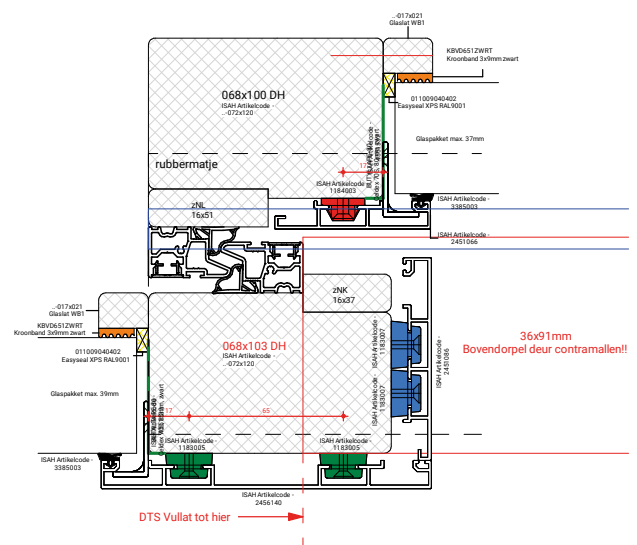 ..-017x021
Glaslat WB1
KBVD651ZWRT
Kroonband 3x9mm zwart
068x100 DH
ISAH Artikelcode -
..-072x120
011009040402
Easyseal XPS RAL9001
Glaspakket max. 37mm
rubbermatje
17
ISAH Artikelcode -
1184003
zNL
16x51
ISAH Artikelcode -
3385003
ISAH Artikelcode -
2451066
zNK
16x37
..-017x021
Glaslat WB1
KBVD651ZWRT
Kroonband 3x9mm zwart
011009040402
Easyseal XPS RAL9001
068x103 DH
ISAH Artikelcode -
..-072x120
ISAH Artikelcode -
1183007
ISAH Artikelcode -
2451086
36x91mm
Bovendorpel deur contramallen!!
Glaspakket max. 39mm
ISAH Artikelcode -
1183007
17
65
ISAH Artikelcode -
1183005
ISAH Artikelcode -
1183005
ISAH Artikelcode -
3385003
ISAH Artikelcode -
2456140
DTS Vullat tot hier